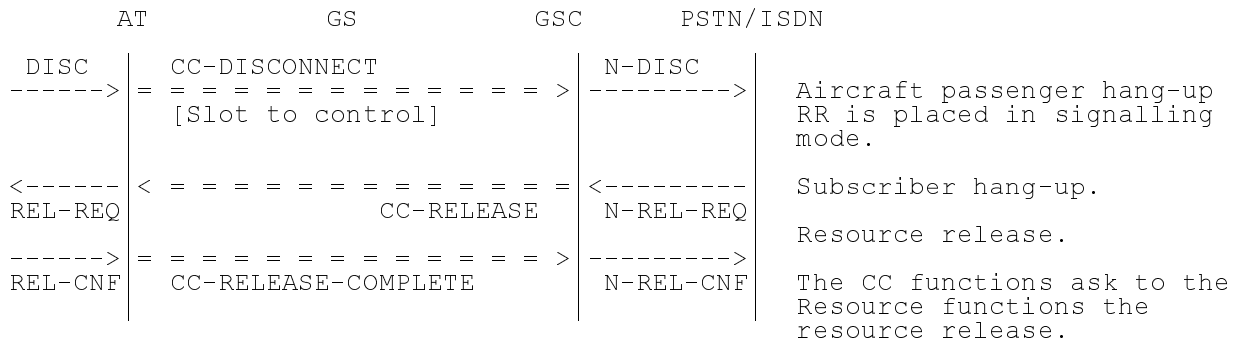 AT GS GSC PSTN/ISDN
DISC CC-DISCONNECT N-DISC
------>|= = = = = = = = = = = = = >|---------> Aircraft passenger hang-up
[Slot to control] RR is placed in signalling
mode.
<------|< = = = = = = = = = = = = =|<--------- Subscriber hang-up.
REL-REQ CC-RELEASE N-REL-REQ
Resource release.
------>|= = = = = = = = = = = = = >|--------->
REL-CNF CC-RELEASE-COMPLETE N-REL-CNF The CC functions ask to the
Resource functions the
resource release.